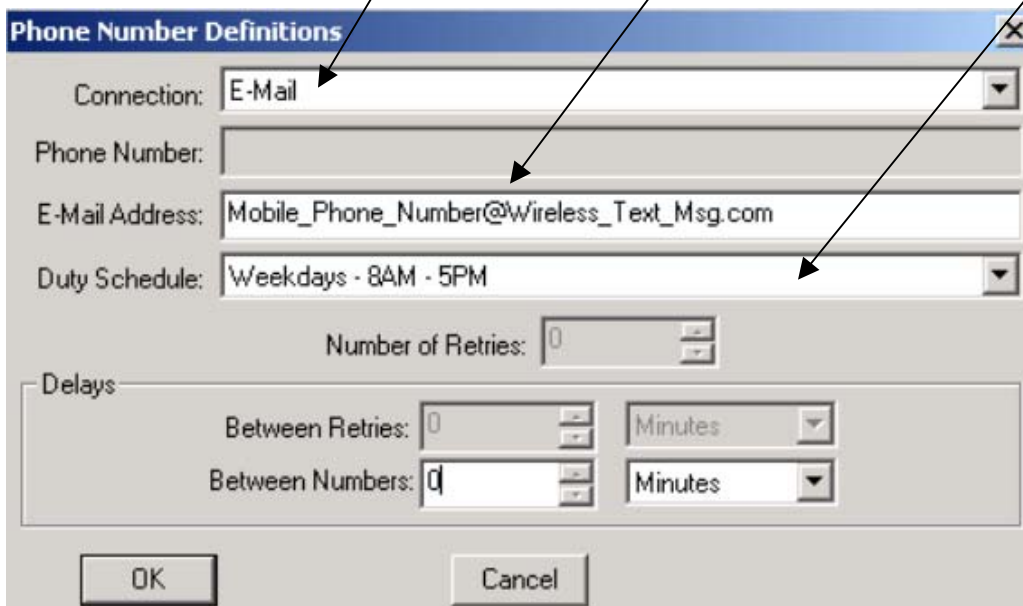 Phone Number Definitions
Connection: E-Mail
Phone Number:
E-Mail Address: Mobile_Phone_Number@Wireless_Text_Msg.com
Duty Schedule: Weekdays - 8AM - 5PM
Number of Retries: 0
Delays
Between Retries: 0 Minutes
Between Numbers: 0 Minutes
OK Cancel